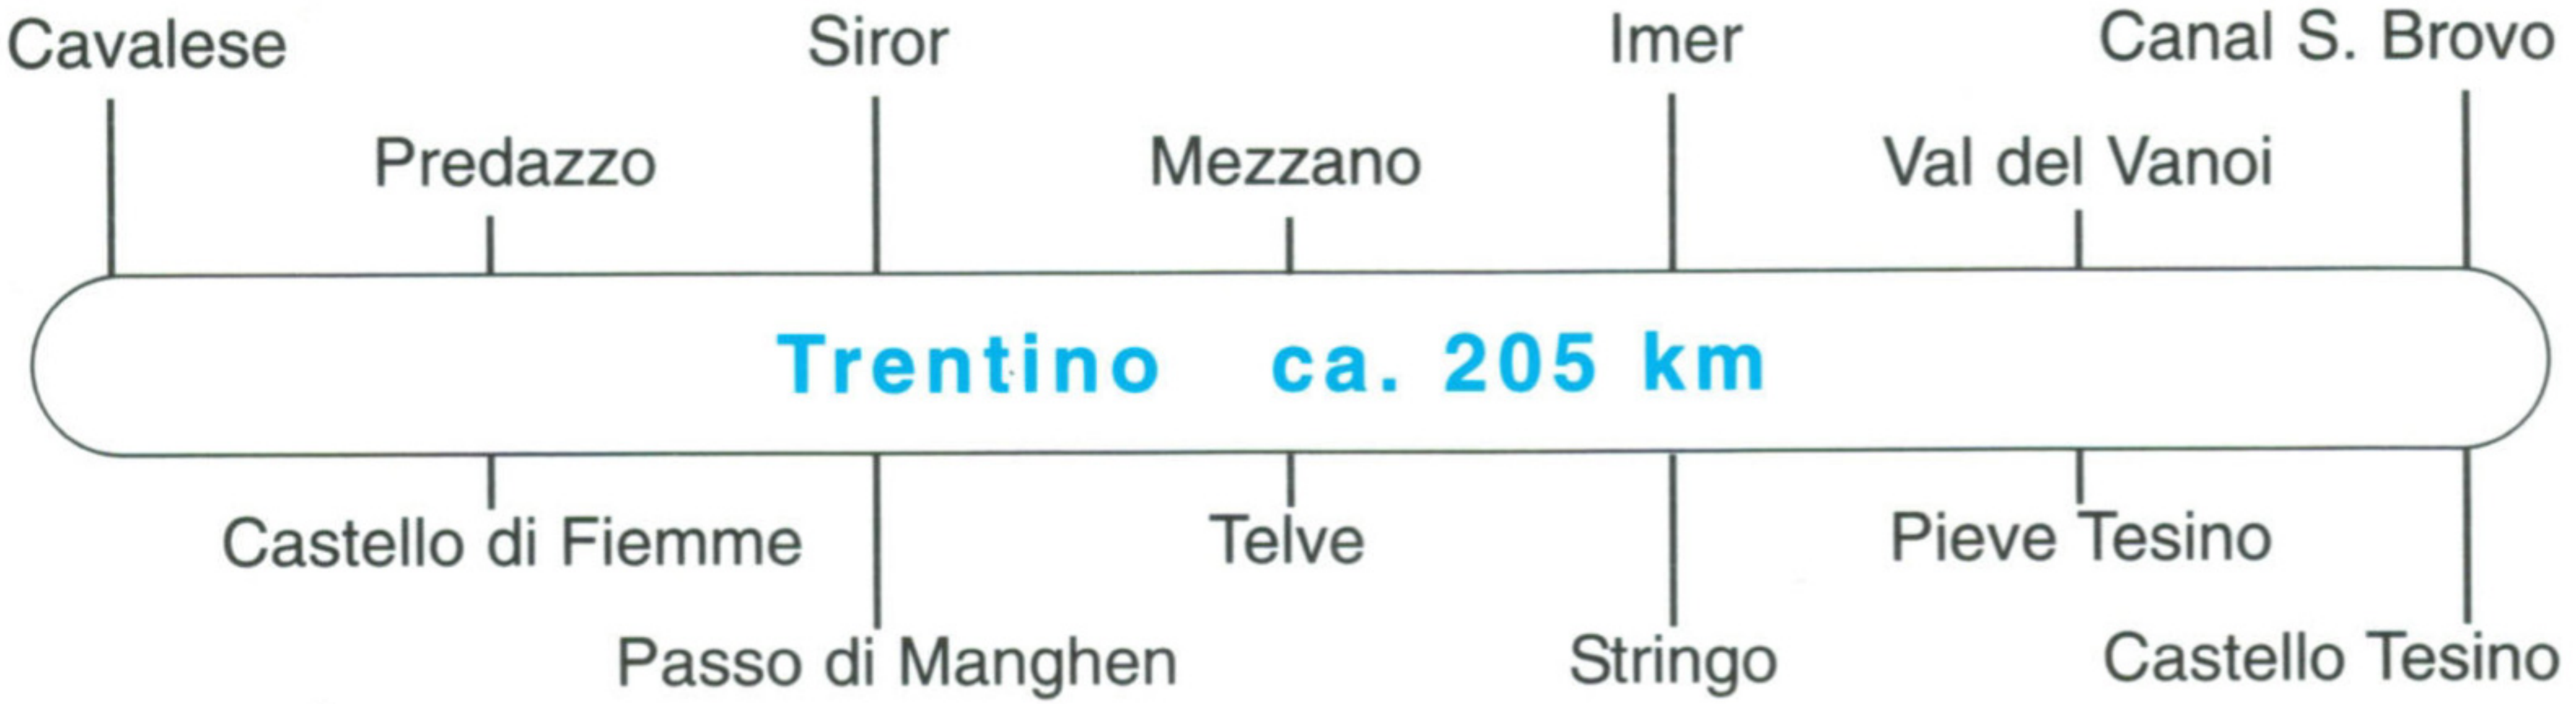 Cavalese
Siror
Imer
Canal S. Brovo
Predazzo
Mezzano
Val del Vanoi
Trentino ca. 205 km
Castello di Fiemme
Telve
Pieve Tesino
Passo di Manghen
Stringo
Castello Tesino